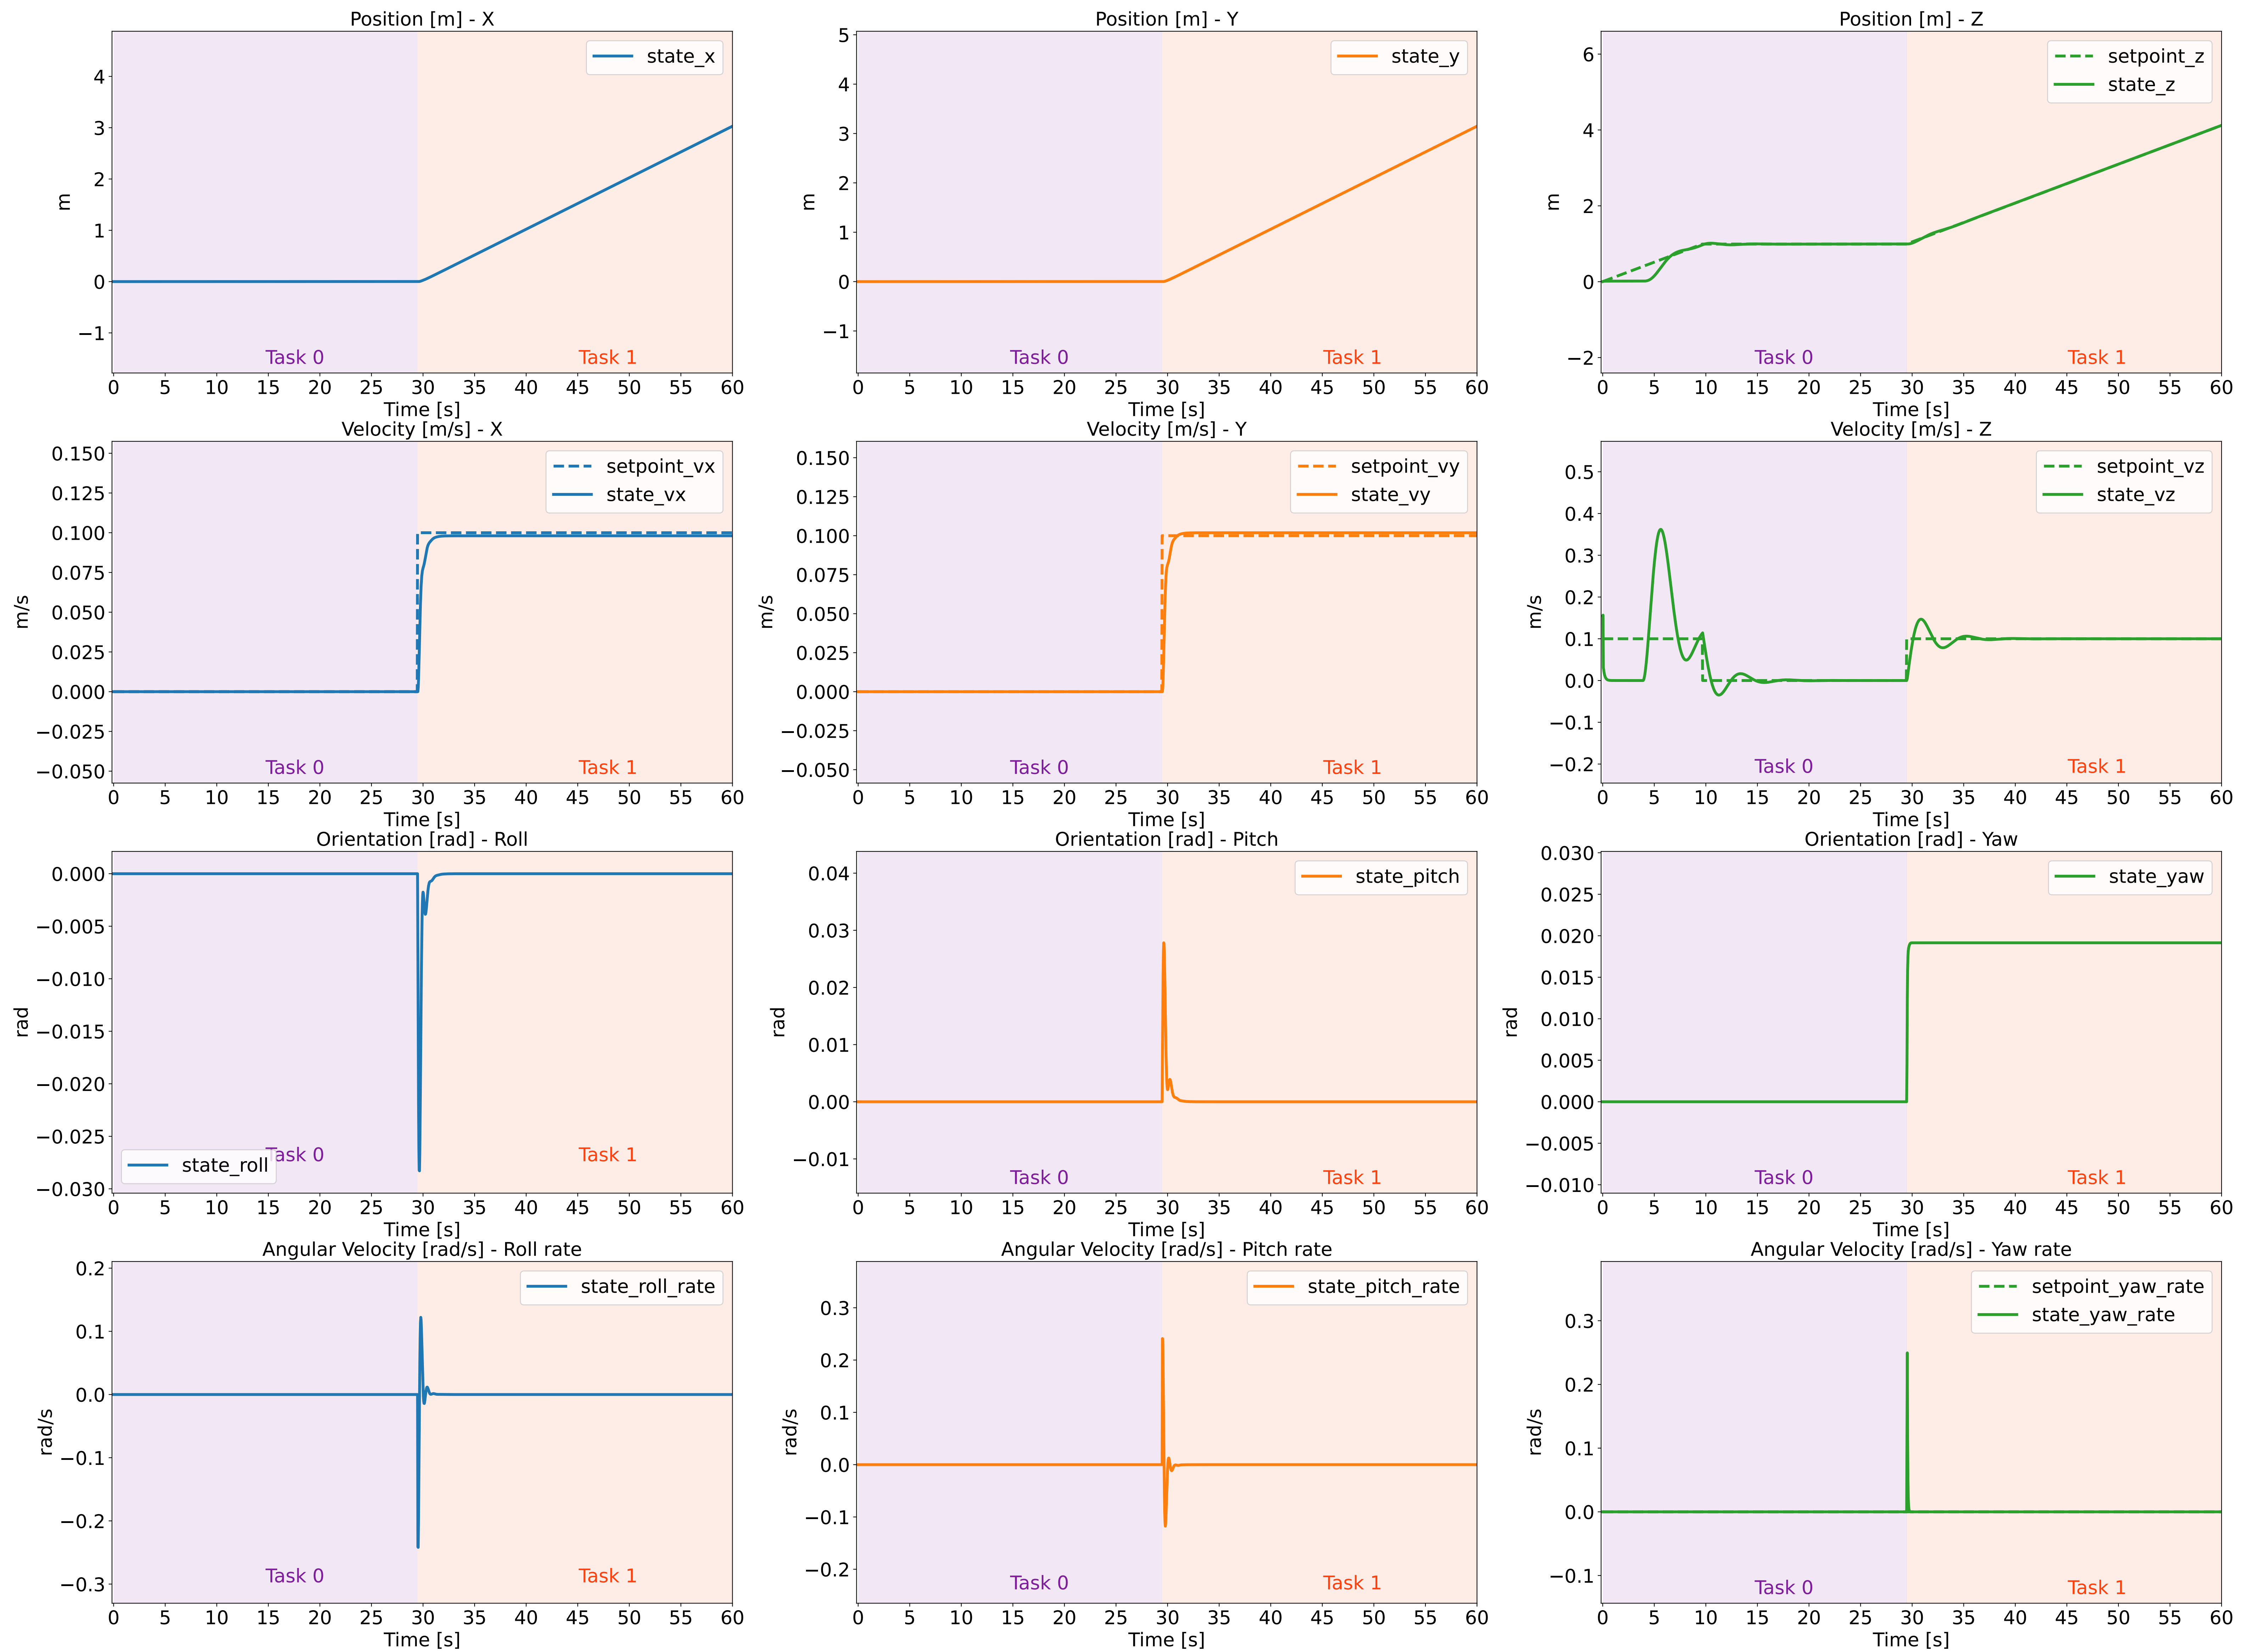 Position [m] - X
state_x
4
3
2
1
0
−1
m
Task 0
Task 1
0 5 10 15 20 25 30 35 40 45 50 55 60
Time [s]
Position [m] - Y
state_y
5
4
3
2
1
0
−1
m
Task 0
Task 1
0 5 10 15 20 25 30 35 40 45 50 55 60
Time [s]
Position [m] - Z
setpoint_z
state_z
6
4
2
0
−2
m
Task 0
Task 1
0 5 10 15 20 25 30 35 40 45 50 55 60
Time [s]
Velocity [m/s] - X
setpoint_vx
state_vx
0.150
0.125
0.100
0.075
0.050
0.025
0.000
−0.025
−0.050
m/s
Task 0
Task 1
0 5 10 15 20 25 30 35 40 45 50 55 60
Time [s]
Velocity [m/s] - Y
setpoint_vy
state_vy
0.150
0.125
0.100
0.075
0.050
0.025
0.000
−0.025
−0.050
m/s
Task 0
Task 1
0 5 10 15 20 25 30 35 40 45 50 55 60
Time [s]
Velocity [m/s] - Z
setpoint_vz
state_vz
0.5
0.4
0.3
0.2
0.1
0.0
−0.1
−0.2
m/s
Task 0
Task 1
0 5 10 15 20 25 30 35 40 45 50 55 60
Time [s]
Orientation [rad] - Roll
0.000
−0.005
−0.010
−0.015
−0.020
−0.025
−0.030
rad
state_roll
Task 0
Task 1
0 5 10 15 20 25 30 35 40 45 50 55 60
Time [s]
Orientation [rad] - Pitch
state_pitch
0.04
0.03
0.02
0.01
0.00
−0.01
rad
Task 0
Task 1
0 5 10 15 20 25 30 35 40 45 50 55 60
Time [s]
Orientation [rad] - Yaw
state_yaw
0.030
0.025
0.020
0.015
0.010
0.005
0.000
−0.005
−0.010
rad
Task 0
Task 1
0 5 10 15 20 25 30 35 40 45 50 55 60
Time [s]
Angular Velocity [rad/s] - Roll rate
state_roll_rate
0.2
0.1
0.0
−0.1
−0.2
−0.3
rad/s
Task 0
Task 1
0 5 10 15 20 25 30 35 40 45 50 55 60
Time [s]
Angular Velocity [rad/s] - Pitch rate
state_pitch_rate
0.3
0.2
0.1
0.0
−0.1
−0.2
rad/s
Task 0
Task 1
0 5 10 15 20 25 30 35 40 45 50 55 60
Time [s]
Angular Velocity [rad/s] - Yaw rate
setpoint_yaw_rate
state_yaw_rate
0.3
0.2
0.1
0.0
−0.1
rad/s
Task 0
Task 1
0 5 10 15 20 25 30 35 40 45 50 55 60
Time [s]